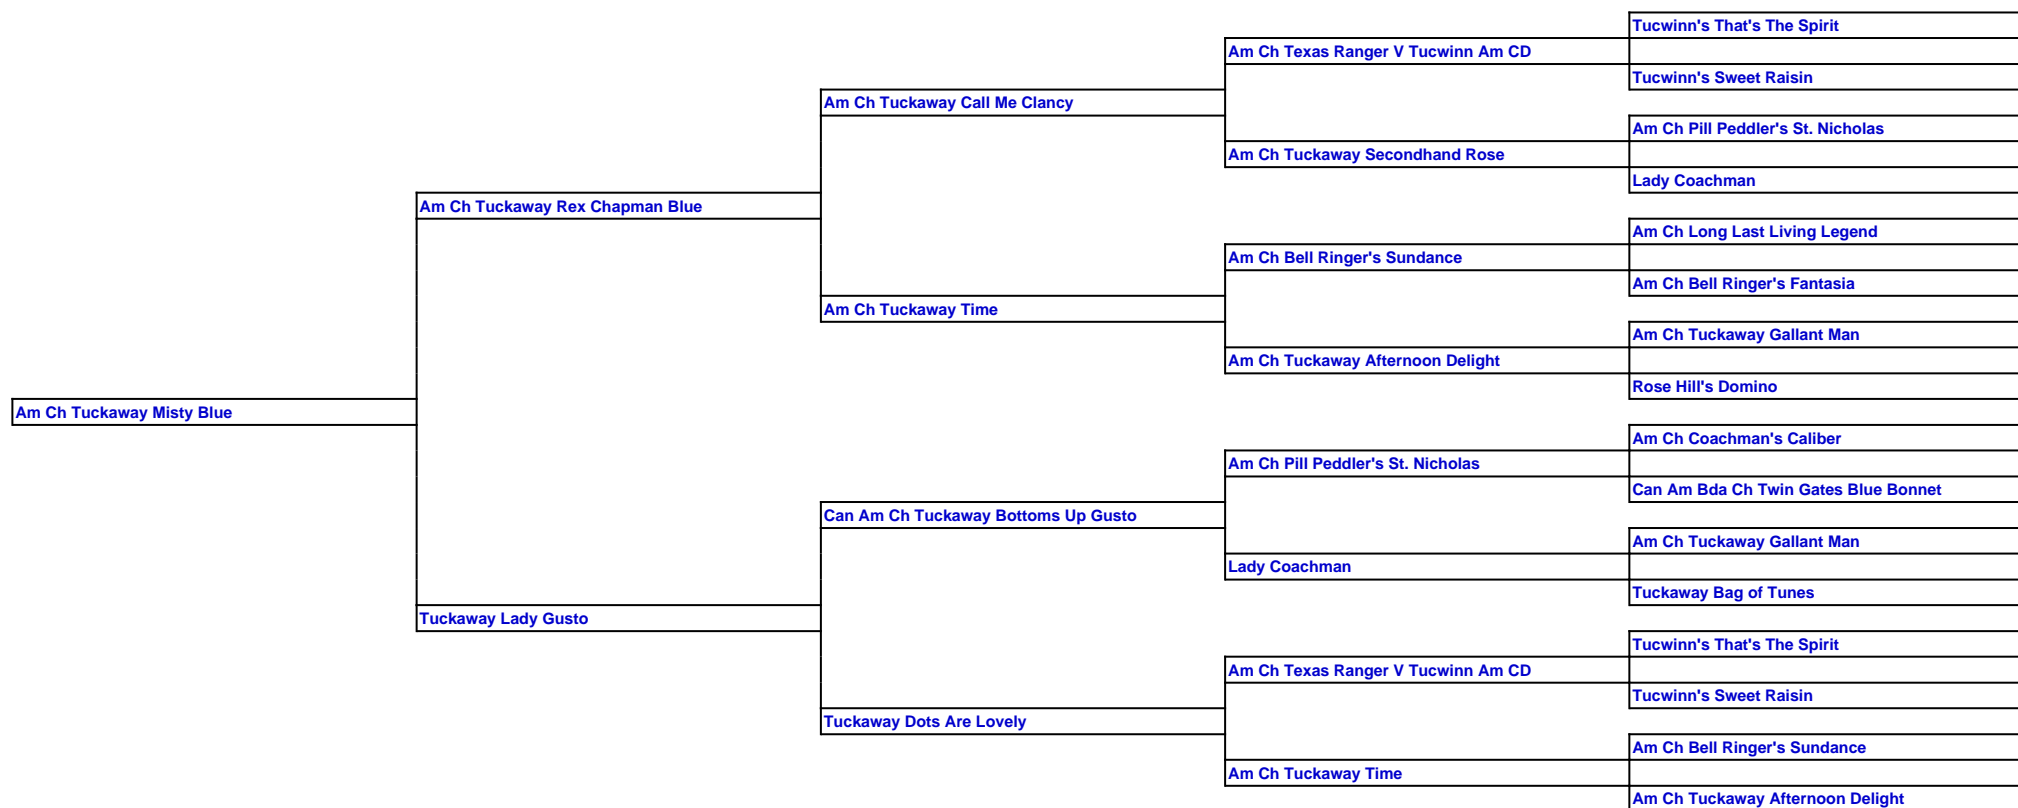 Tucwinn's That's The Spirit
Am Ch Texas Ranger V Tucwinn Am CD
Tucwinn's Sweet Raisin
Am Ch Tuckaway Call Me Clancy
Am Ch Pill Peddler's St. Nicholas
Am Ch Tuckaway Secondhand Rose
Lady Coachman
Am Ch Tuckaway Rex Chapman Blue
Am Ch Long Last Living Legend
Am Ch Bell Ringer's Sundance
Am Ch Bell Ringer's Fantasia
Am Ch Tuckaway Time
Am Ch Tuckaway Gallant Man
Am Ch Tuckaway Afternoon Delight
Rose Hill's Domino
Am Ch Tuckaway Misty Blue
Am Ch Coachman's Caliber
Am Ch Pill Peddler's St. Nicholas
Can Am Bda Ch Twin Gates Blue Bonnet
Can Am Ch Tuckaway Bottoms Up Gusto
Am Ch Tuckaway Gallant Man
Lady Coachman
Tuckaway Bag of Tunes
Tuckaway Lady Gusto
Tucwinn's That's The Spirit
Am Ch Texas Ranger V Tucwinn Am CD
Tucwinn's Sweet Raisin
Tuckaway Dots Are Lovely
Am Ch Bell Ringer's Sundance
Am Ch Tuckaway Time
Am Ch Tuckaway Afternoon Delight